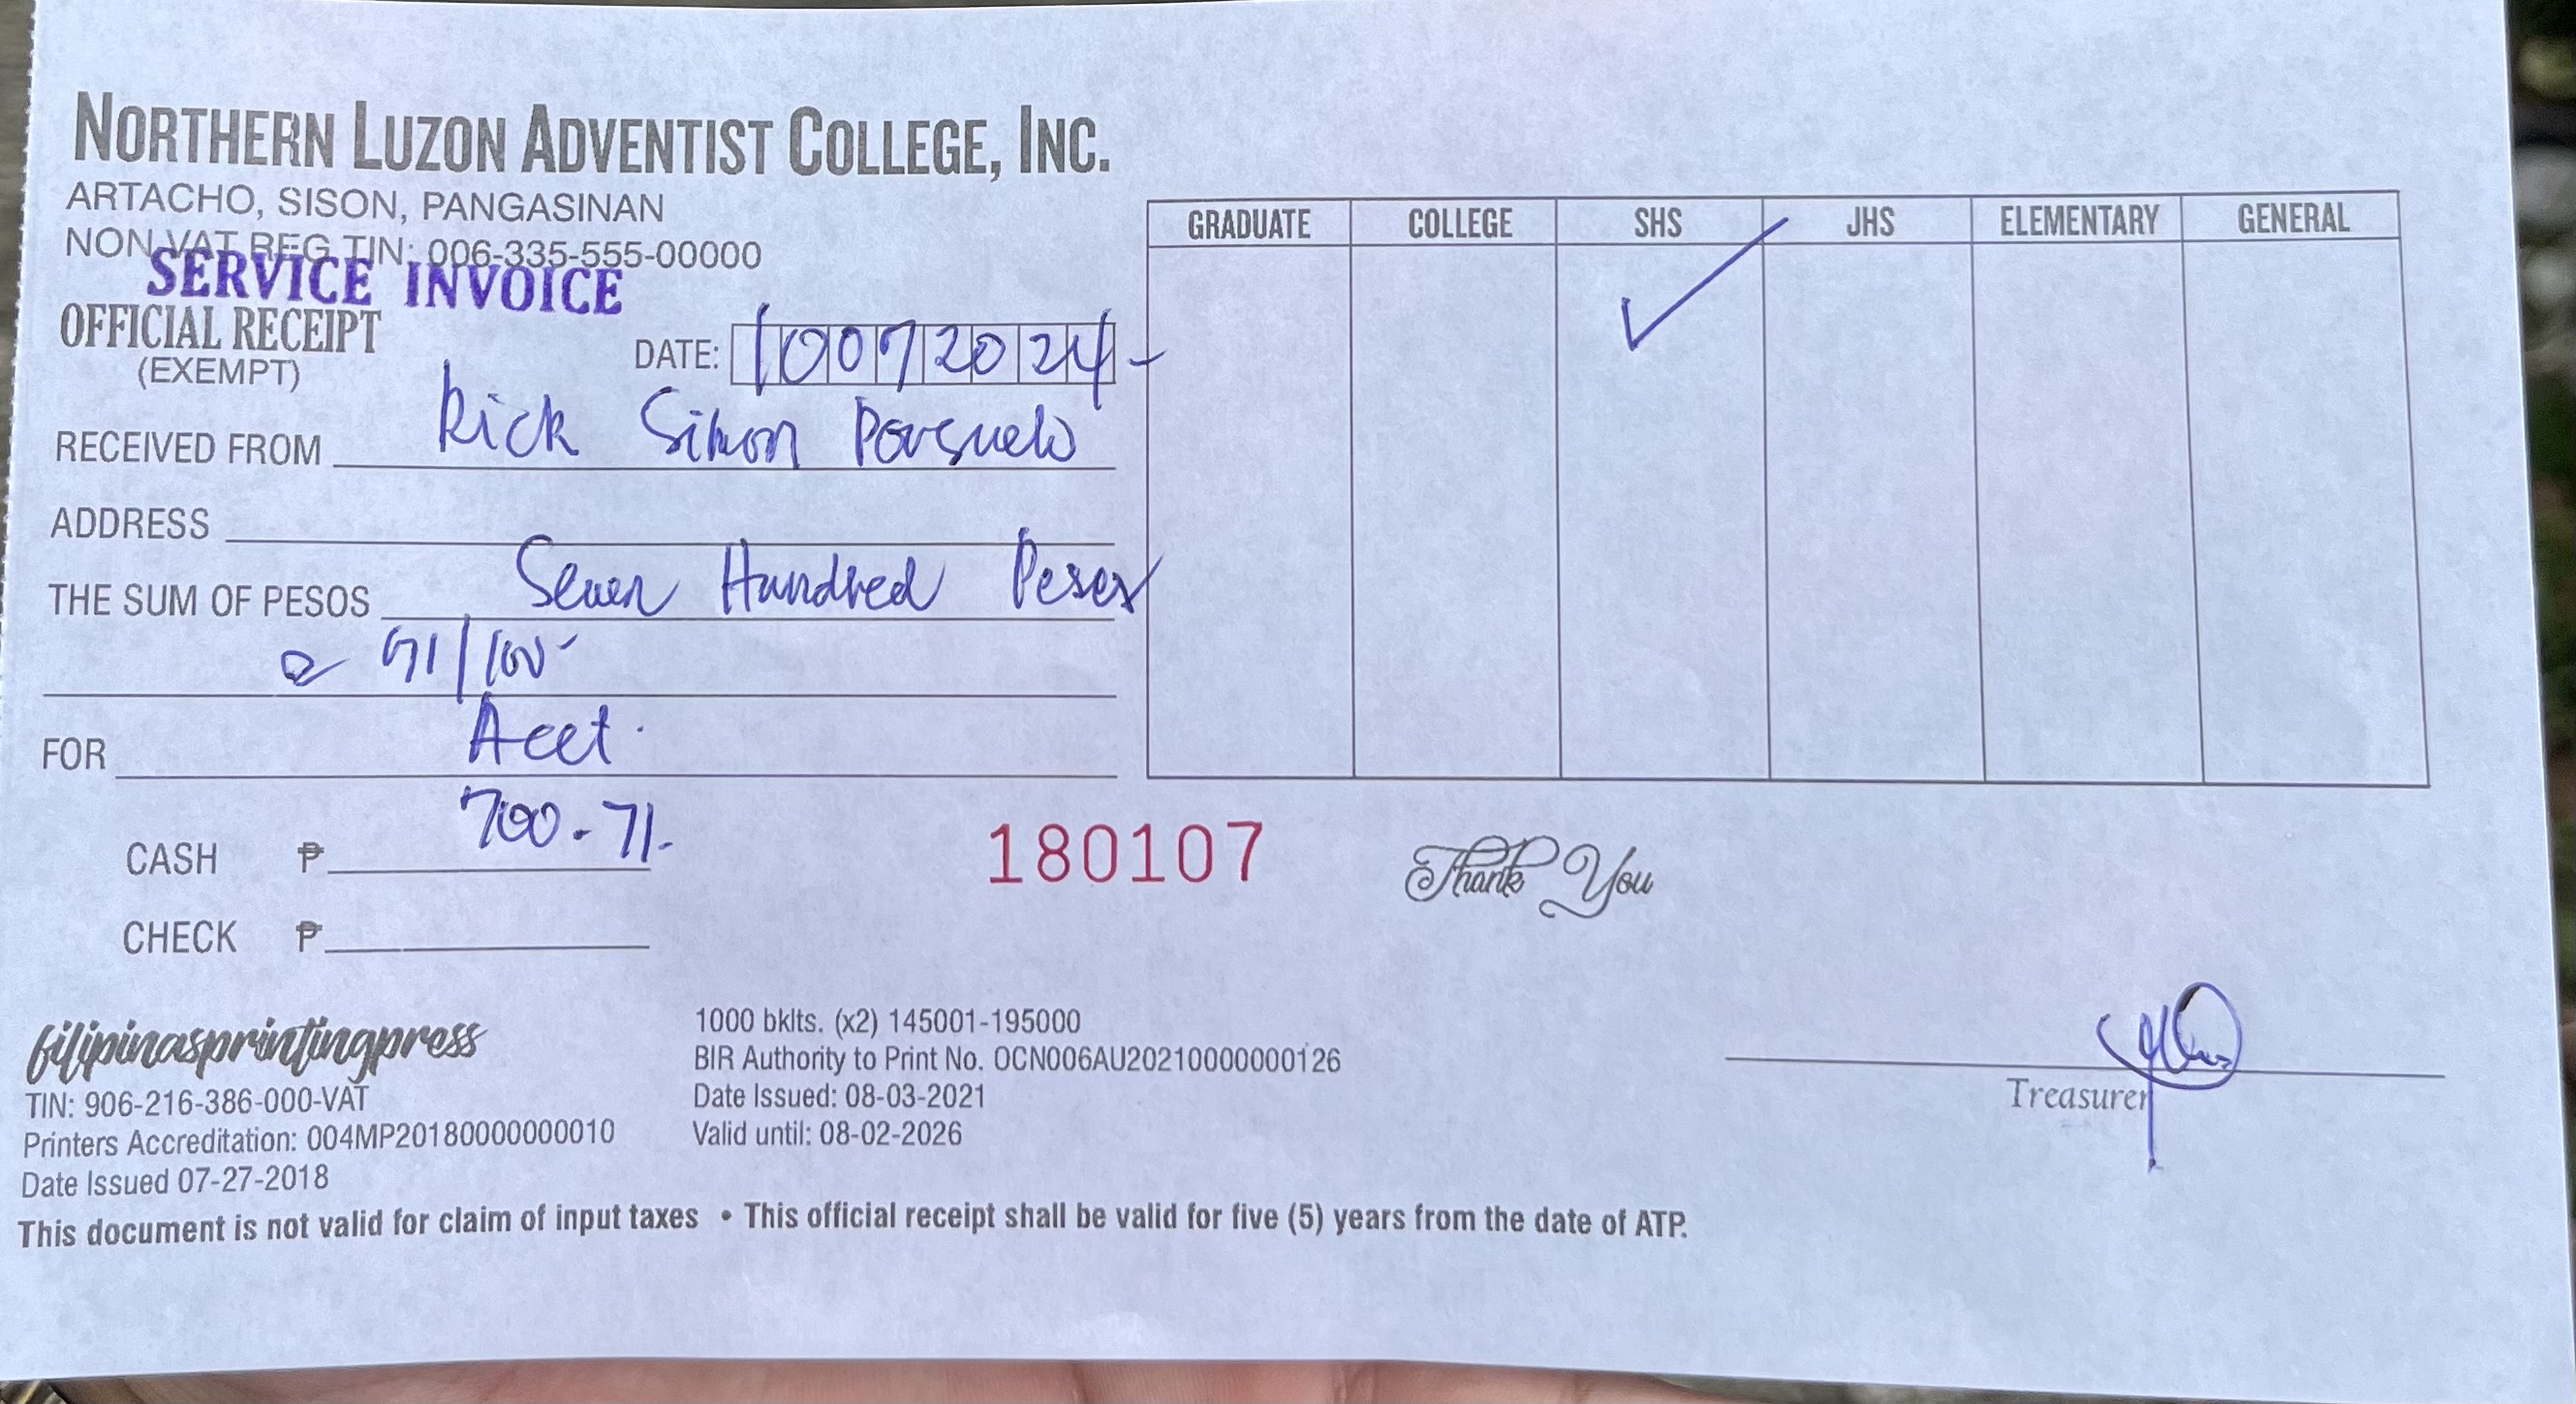 NORTHERN LUZON ADVENTIST COLLEGE, INC.
ARTACHO, SISON, PANGASINAN
NON VAT REG TIN: 006-335-555-00000
SERVICE INVOICE
OFFICIAL RECEIPT
(EXEMPT)
DATE: 10072024
RECEIVED FROM Rick Simon
ADDRESS
THE SUM OF PESOS Seven Hundred Pesos
& 71/100
FOR Acct.
CASH ₱ 700.71
CHECK ₱
GRADUATE COLLEGE SHS JHS ELEMENTARY GENERAL
180107
Thank You
filipinasprintingpress
TIN: 906-216-386-000-VAT
Printers Accreditation: 004MP20180000000010
Date Issued 07-27-2018
1000 bklts. (x2) 145001-195000
BIR Authority to Print No. OCN006AU20210000000126
Date Issued: 08-03-2021
Valid until: 08-02-2026
Treasurer
This document is not valid for claim of input taxes • This official receipt shall be valid for five (5) years from the date of ATP.